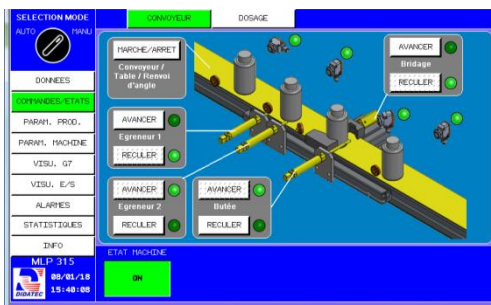 SELECTION MODE
AUTO
MANU
CONVOYEUR
DOSAGE
MARCHE/ARRET
Convoyeur /
Table / Renvoi
d'angle
AVANCER
Bridage
RECULER
DONNEES
COMMANDES/ETATS
PARAM. PROD.
PARAM. MACHINE
VISU. G7
VISU. E/S
ALARMES
STATISTIQUES
INFO
AVANCER
Egreneur 1
RECULER
AVANCER
Egreneur 2
RECULER
AVANCER
Butée
RECULER
MLP 315
DIDATEC
08/01/18
15:40:08
ETAT MACHINE
ON